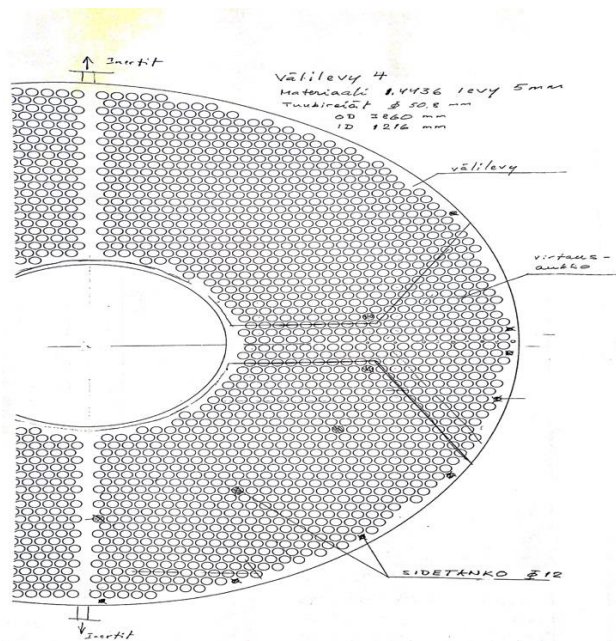 Inertit
Välilevy 4
Materiaali 1.4436 levy 5mm
Tuubireiät ø 50.8 mm
OD 3860 mm
ID 1216 mm
välilevy
virtaus-
aukko
SIDETANKO ø 12
Inertit